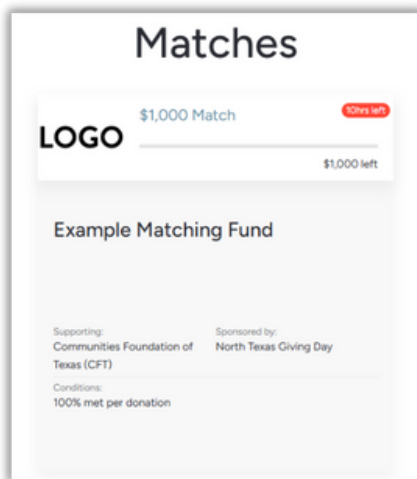 Matches
$1,000 Match
10hrs left
LOGO
$1,000 left
Example Matching Fund
Supporting:
Communities Foundation of
Texas (CFT)
Sponsored by:
North Texas Giving Day
Conditions:
100% met per donation